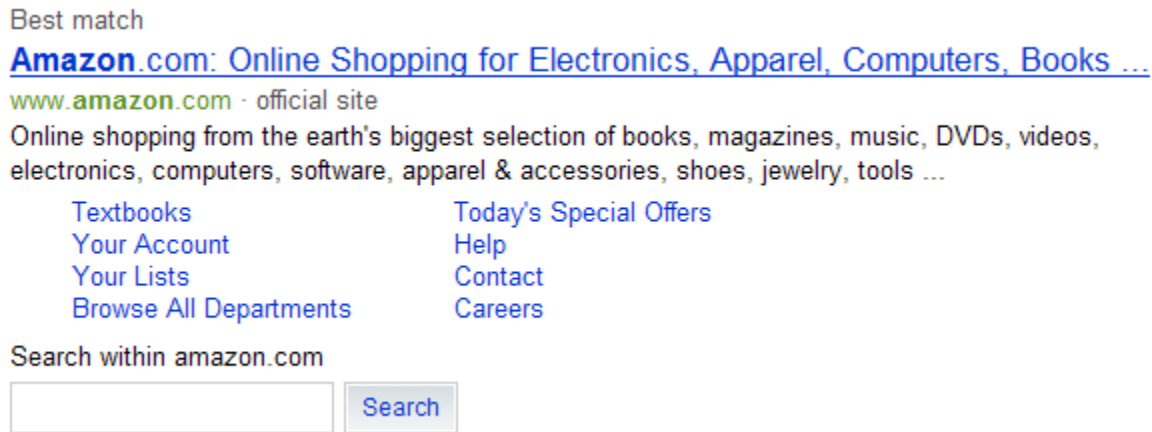 Best match
Amazon.com: Online Shopping for Electronics, Apparel, Computers, Books ...
www.amazon.com · official site
Online shopping from the earth's biggest selection of books, magazines, music, DVDs, videos,
electronics, computers, software, apparel & accessories, shoes, jewelry, tools ...
Textbooks
Your Account
Your Lists
Browse All Departments
Today's Special Offers
Help
Contact
Careers
Search within amazon.com
Search